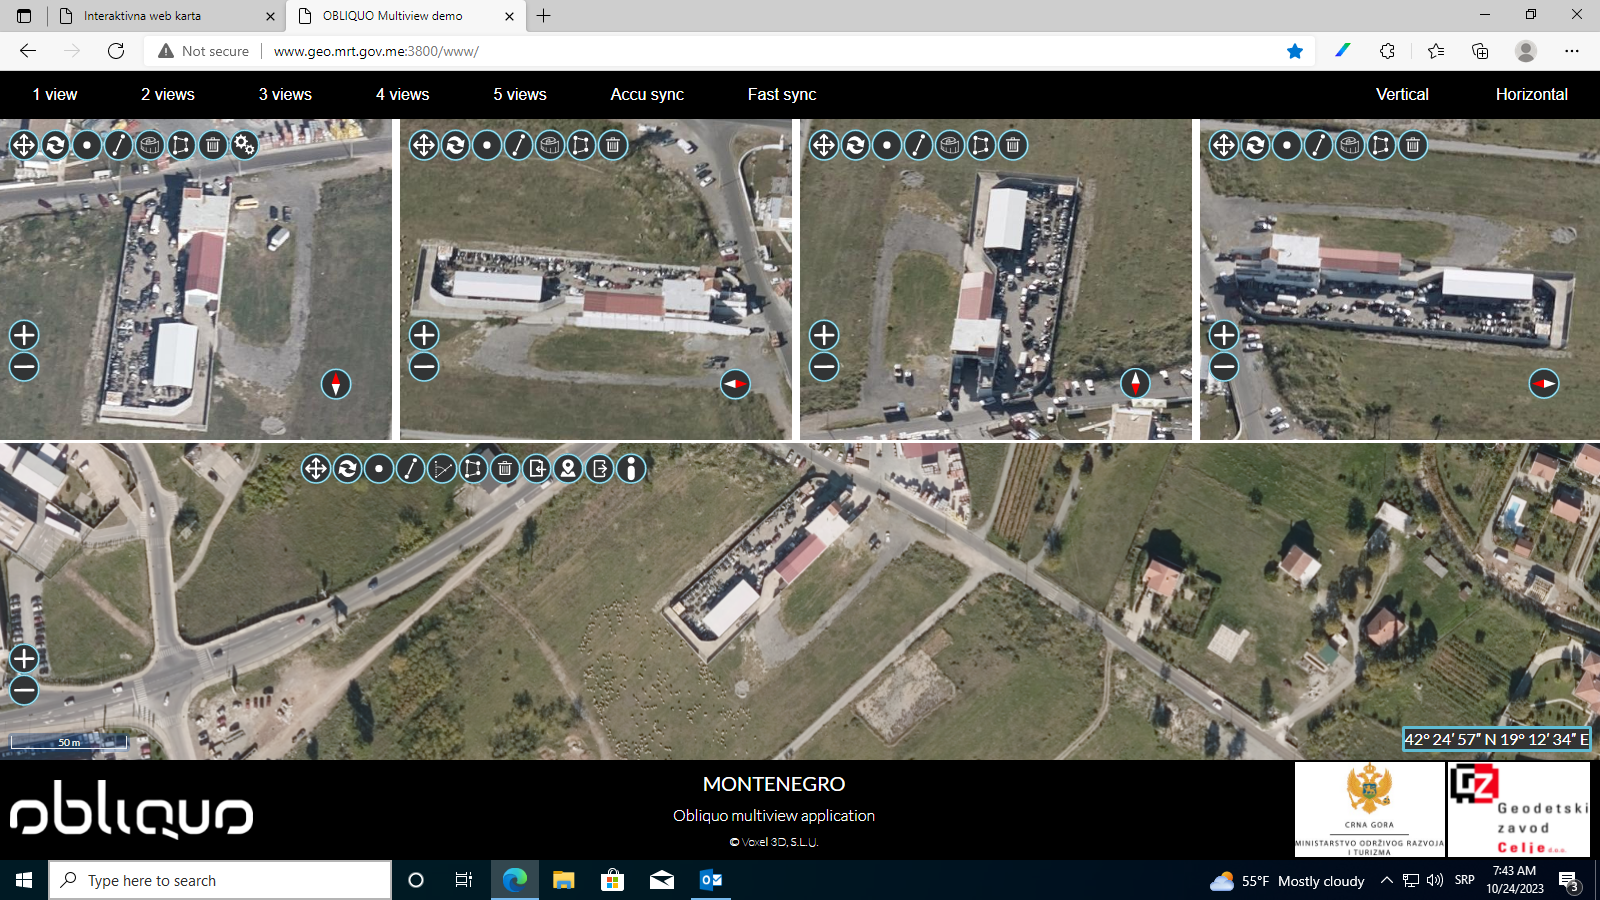 Interaktivna web karta
OBLIQUO Multiview demo
Not secure
www.geo.mrt.gov.me:3800/www/
1 view
2 views
3 views
4 views
5 views
Accu sync
Fast sync
Vertical
Horizontal
50 m
42° 24′ 57″ N 19° 12′ 34″ E
obliquo
MONTENEGRO
Obliquo multiview application
© Voxel 3D, S.L.U.
CRNA GORA
MINISTARSTVO ODRŽIVOG RAZVOJA
I TURIZMA
GZ
Geodetski
zavod
Celje d.o.o.
Type here to search
55°F Mostly cloudy
SRP
7:43 AM
10/24/2023
3